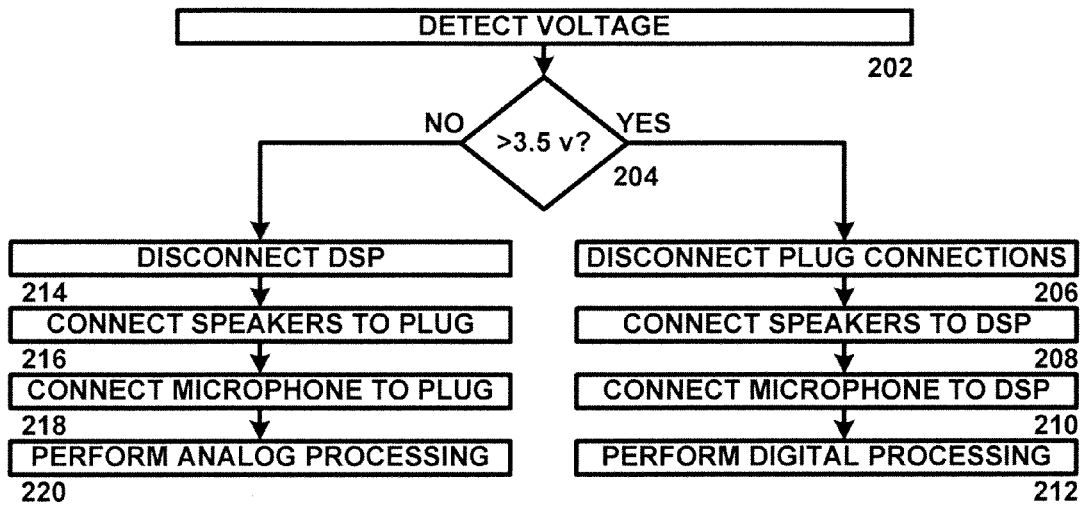 DETECT VOLTAGE
202
NO
YES
>3.5 v?
204
DISCONNECT DSP
214
CONNECT SPEAKERS TO PLUG
216
CONNECT MICROPHONE TO PLUG
218
PERFORM ANALOG PROCESSING
220
DISCONNECT PLUG CONNECTIONS
206
CONNECT SPEAKERS TO DSP
208
CONNECT MICROPHONE TO DSP
210
PERFORM DIGITAL PROCESSING
212